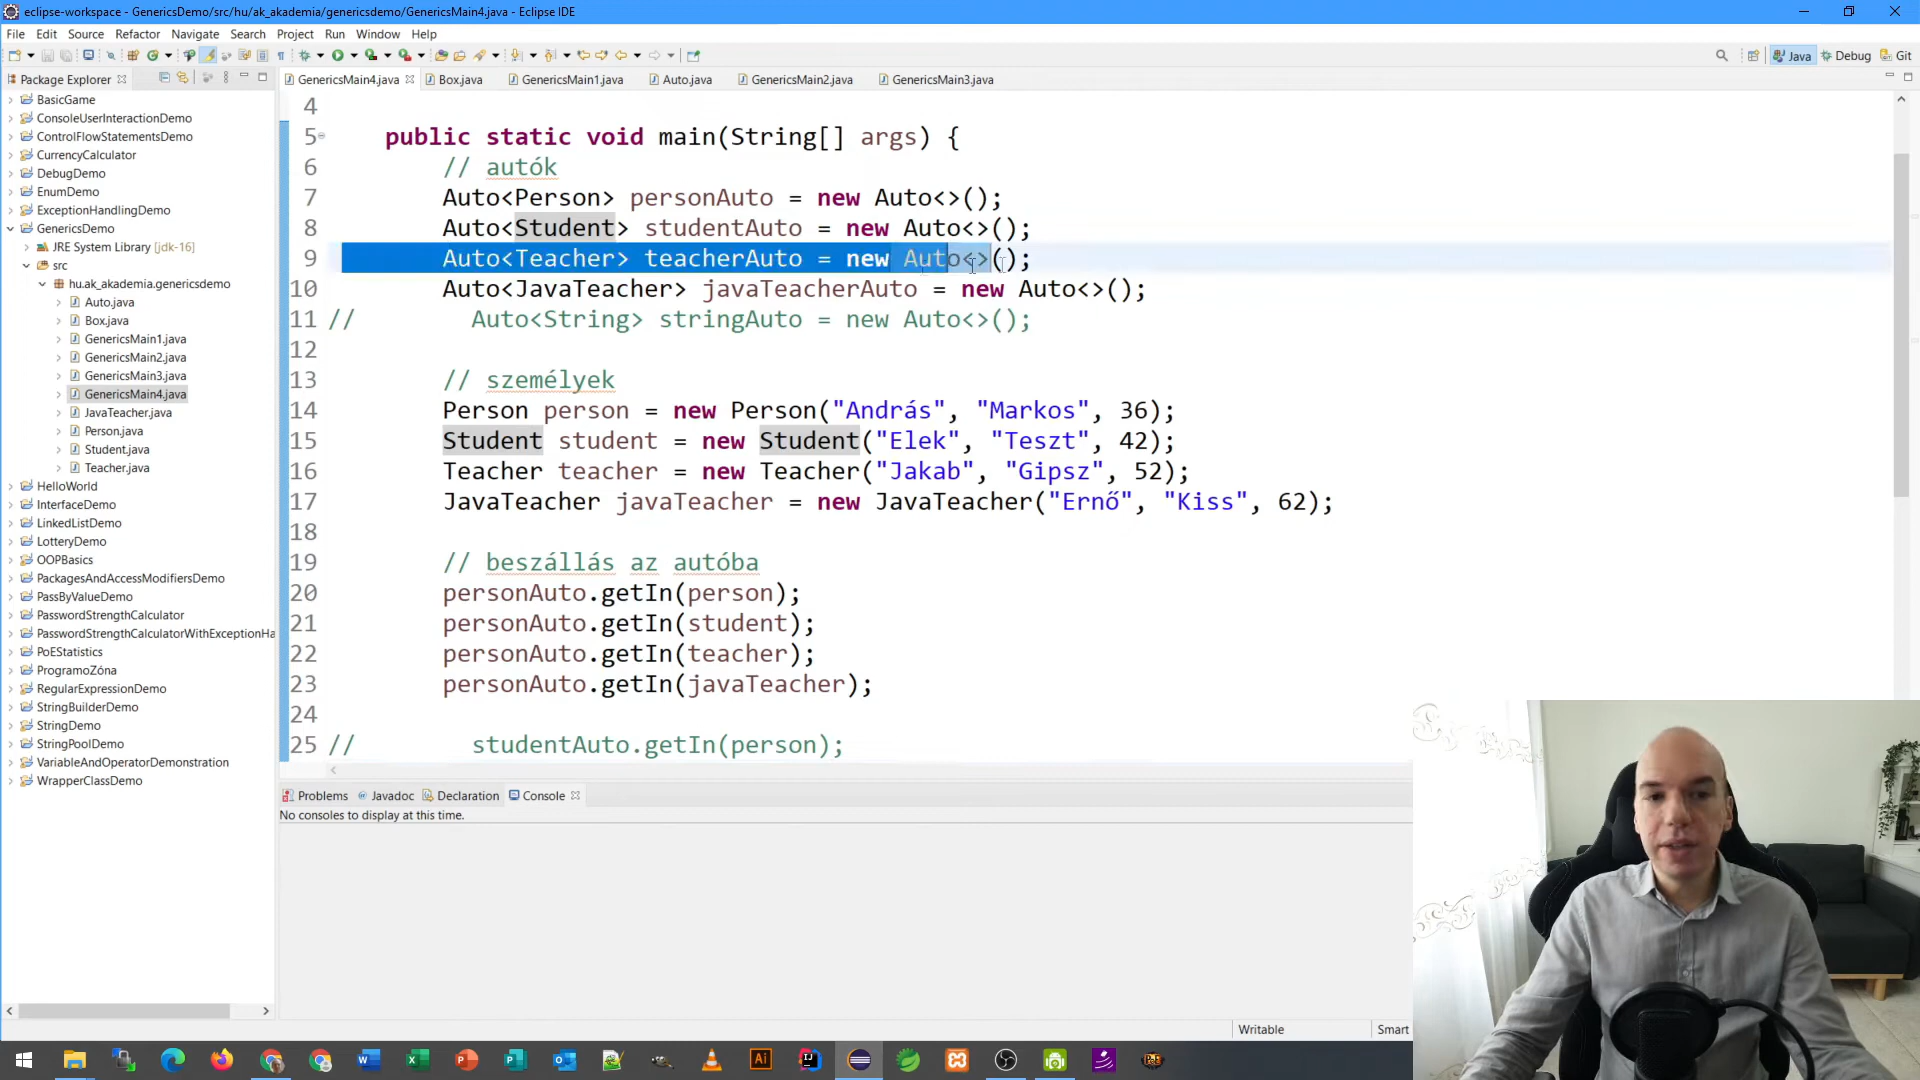 eclipse-workspace - GenericsDemo/src/hu/ak_akademia/genericsdemo/GenericsMain4.java - Eclipse IDE
File Edit Source Refactor Navigate Search Project Run Window Help
Java Debug Git
Package Explorer
GenericsMain4.java Box.java GenericsMain1.java Auto.java GenericsMain2.java GenericsMain3.java
BasicGame
ConsoleUserInteractionDemo
ControlFlowStatementsDemo
CurrencyCalculator
DebugDemo
EnumDemo
ExceptionHandlingDemo
GenericsDemo
JRE System Library [jdk-16]
src
hu.ak_akademia.genericsdemo
Auto.java
Box.java
GenericsMain1.java
GenericsMain2.java
GenericsMain3.java
GenericsMain4.java
JavaTeacher.java
Person.java
Student.java
Teacher.java
HelloWorld
InterfaceDemo
LinkedListDemo
LotteryDemo
OOPBasics
PackagesAndAccessModifiersDemo
PassByValueDemo
PasswordStrengthCalculator
PasswordStrengthCalculatorWithExceptionHa
PoEStatistics
ProgramoZóna
RegularExpressionDemo
StringBuilderDemo
StringDemo
StringPoolDemo
VariableAndOperatorDemonstration
WrapperClassDemo
4
5 public static void main(String[] args) {
6 // autók
7 Auto<Person> personAuto = new Auto<>();
8 Auto<Student> studentAuto = new Auto<>();
9 Auto<Teacher> teacherAuto = new Auto<>();
10 Auto<JavaTeacher> javaTeacherAuto = new Auto<>();
11 // Auto<String> stringAuto = new Auto<>();
12
13 // személyek
14 Person person = new Person("András", "Markos", 36);
15 Student student = new Student("Elek", "Teszt", 42);
16 Teacher teacher = new Teacher("Jakab", "Gipsz", 52);
17 JavaTeacher javaTeacher = new JavaTeacher("Ernő", "Kiss", 62);
18
19 // beszállás az autóba
20 personAuto.getIn(person);
21 personAuto.getIn(student);
22 personAuto.getIn(teacher);
23 personAuto.getIn(javaTeacher);
24
25 // studentAuto.getIn(person);
Problems Javadoc Declaration Console
No consoles to display at this time.
Writable Smart